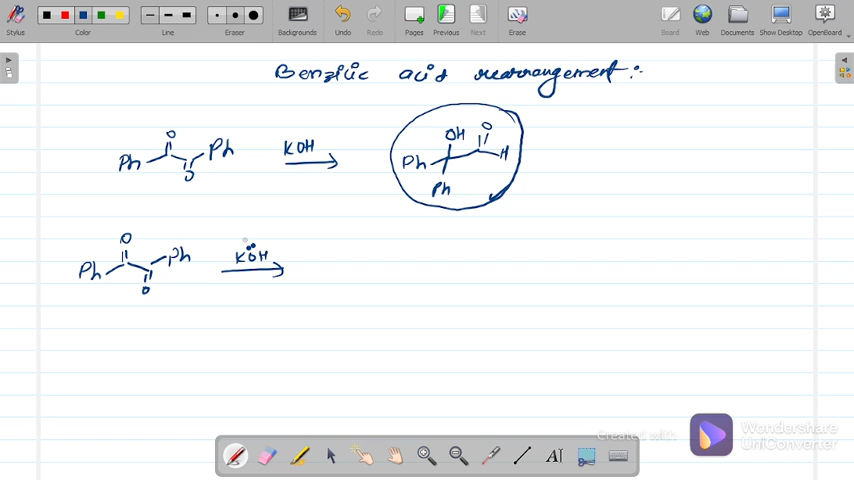 Stylus
Color
Line
Eraser
Backgrounds
Undo
Redo
Pages
Previous
Next
Erase
Board
Web
Documents
Show Desktop
OpenBoard
Benzilic acid rearrangement :-
O
OH
O
Ph
Ph
KOH
Ph
H
O
Ph
O
Ph
Ph
KOH
O
Created with
Wondershare
UniConverter